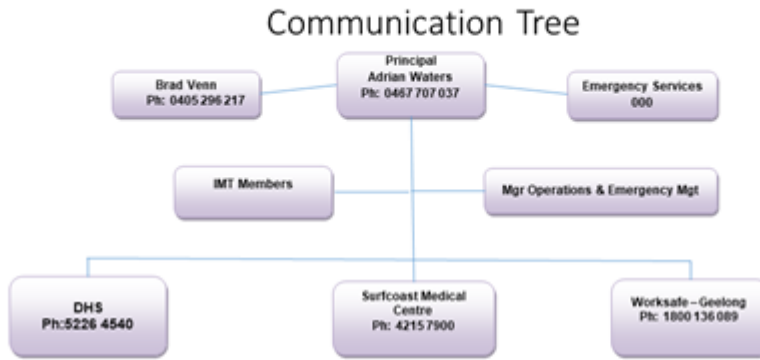 Communication Tree
Principal
Adrian Waters
Ph: 0467 707 037
Brad Venn
Ph: 0405 296 217
Emergency Services
000
IMT Members
Mgr Operations & Emergency Mgt
DHS
Ph:5226 4540
Surfcoast Medical
Centre
Ph: 4215 7900
Worksafe – Geelong
Ph: 1800 136 089